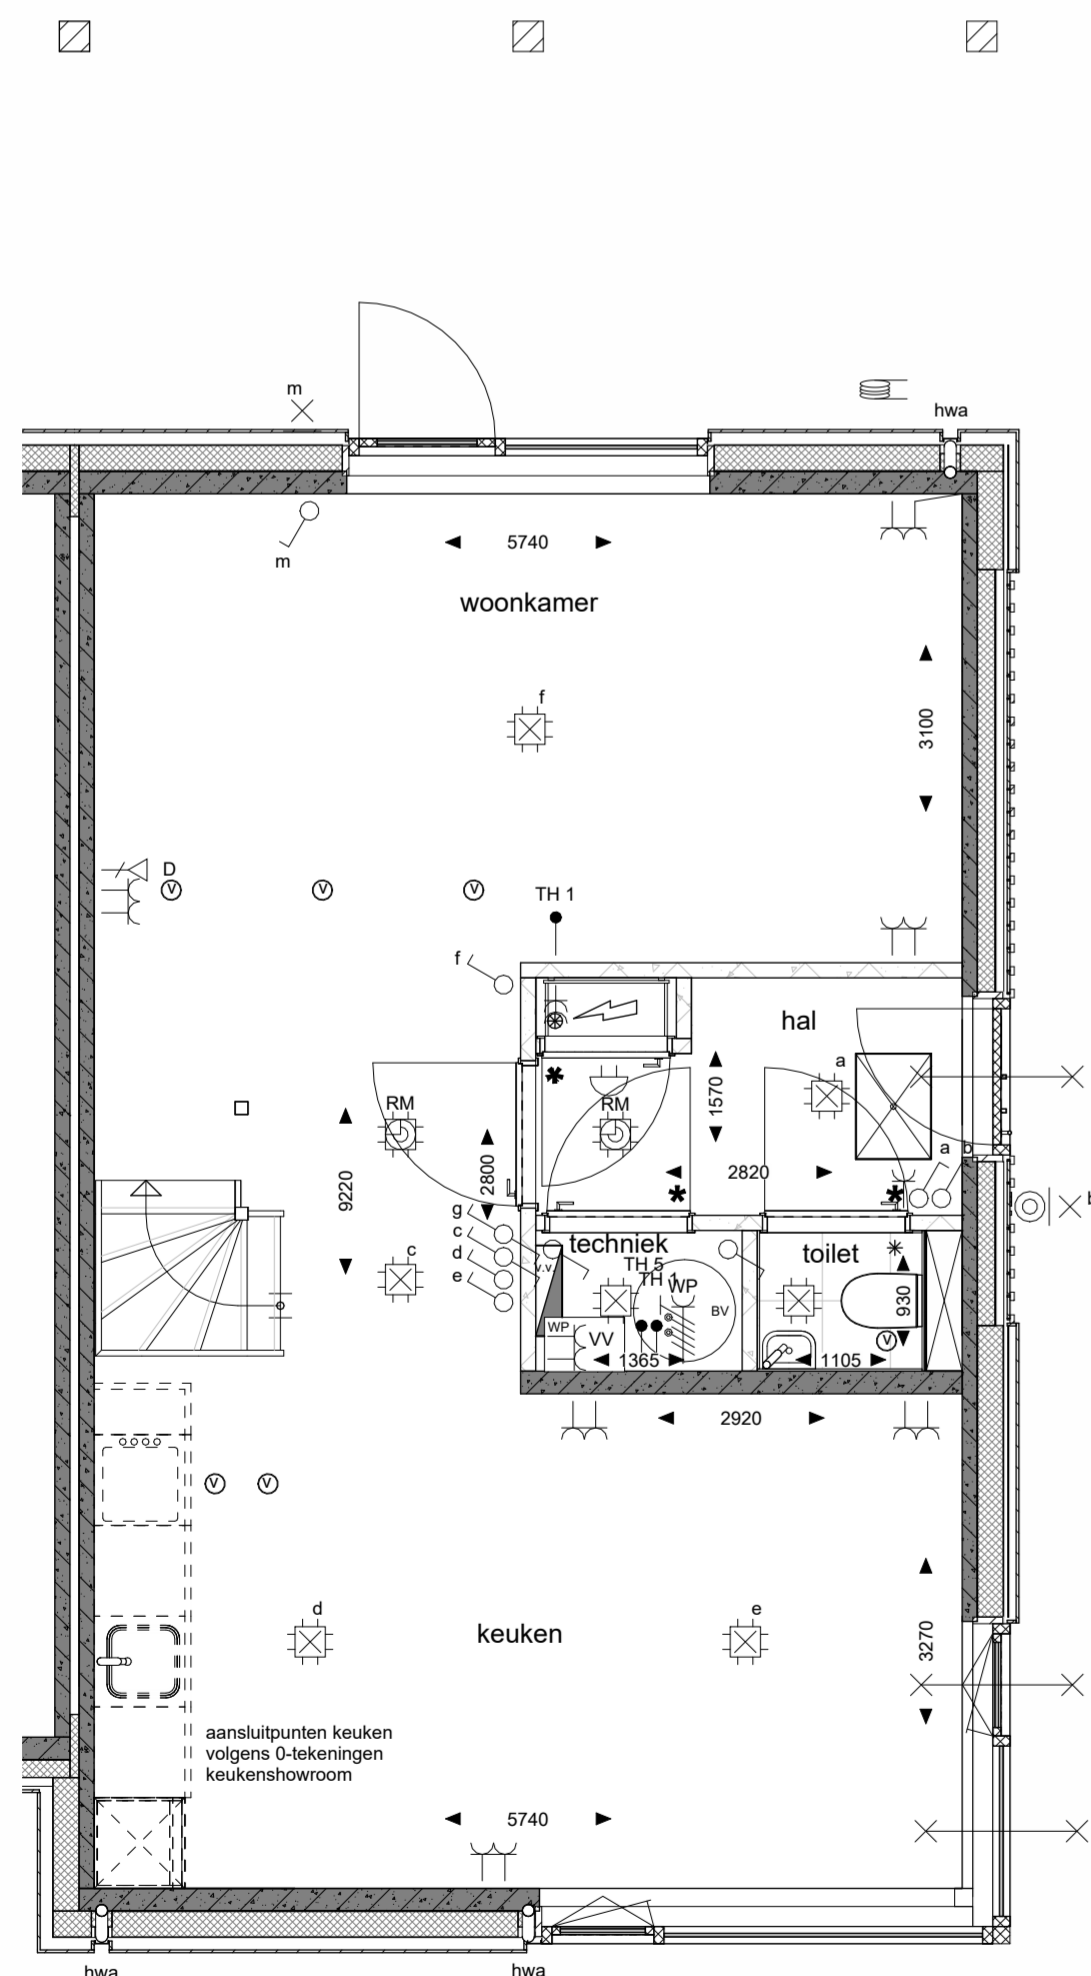 m
hwa
m
5740
woonkamer
f
3100
D
V
V
V
TH 1
f
hal
a
RM
RM
1570
2820
a
b
9220
2800
g
c
d
e
c
techniek
toilet
v.v.
TH 5
TH 1
WP
BV
930
WP
VV
1365
1105
2920
V
V
V
d
keuken
e
3270
aansluitpunten keuken
volgens 0-tekeningen
keukenshowroom
5740
hwa
hwa